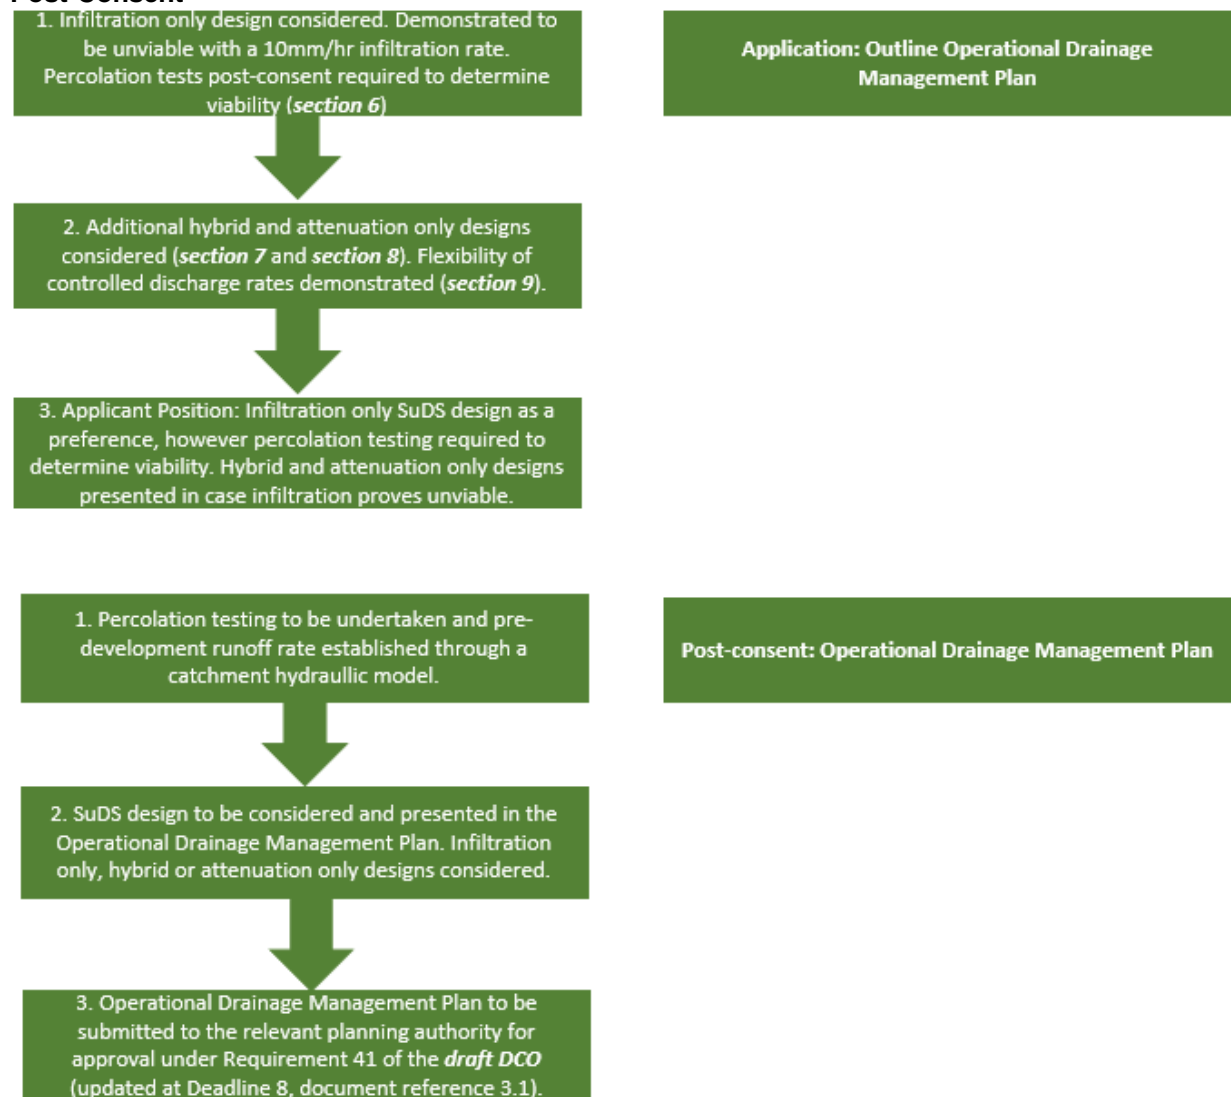 Post-Consent
1. Infiltration only design considered. Demonstrated to
be unviable with a 10mm/hr infiltration rate.
Percolation tests post-consent required to determine
viability (section 6)
Application: Outline Operational Drainage
Management Plan
2. Additional hybrid and attenuation only designs
considered (section 7 and section 8). Flexibility of
controlled discharge rates demonstrated (section 9).
3. Applicant Position: Infiltration only SuDS design as a
preference, however percolation testing required to
determine viability. Hybrid and attenuation only designs
presented in case infiltration proves unviable.
1. Percolation testing to be undertaken and pre-
development runoff rate established through a
catchment hydraullic model.
Post-consent: Operational Drainage Management Plan
2. SuDS design to be considered and presented in the
Operational Drainage Management Plan. Infiltration
only, hybrid or attenuation only designs considered.
3. Operational Drainage Management Plan to be
submitted to the relevant planning authority for
approval under Requirement 41 of the draft DCO
(updated at Deadline 8, document reference 3.1).